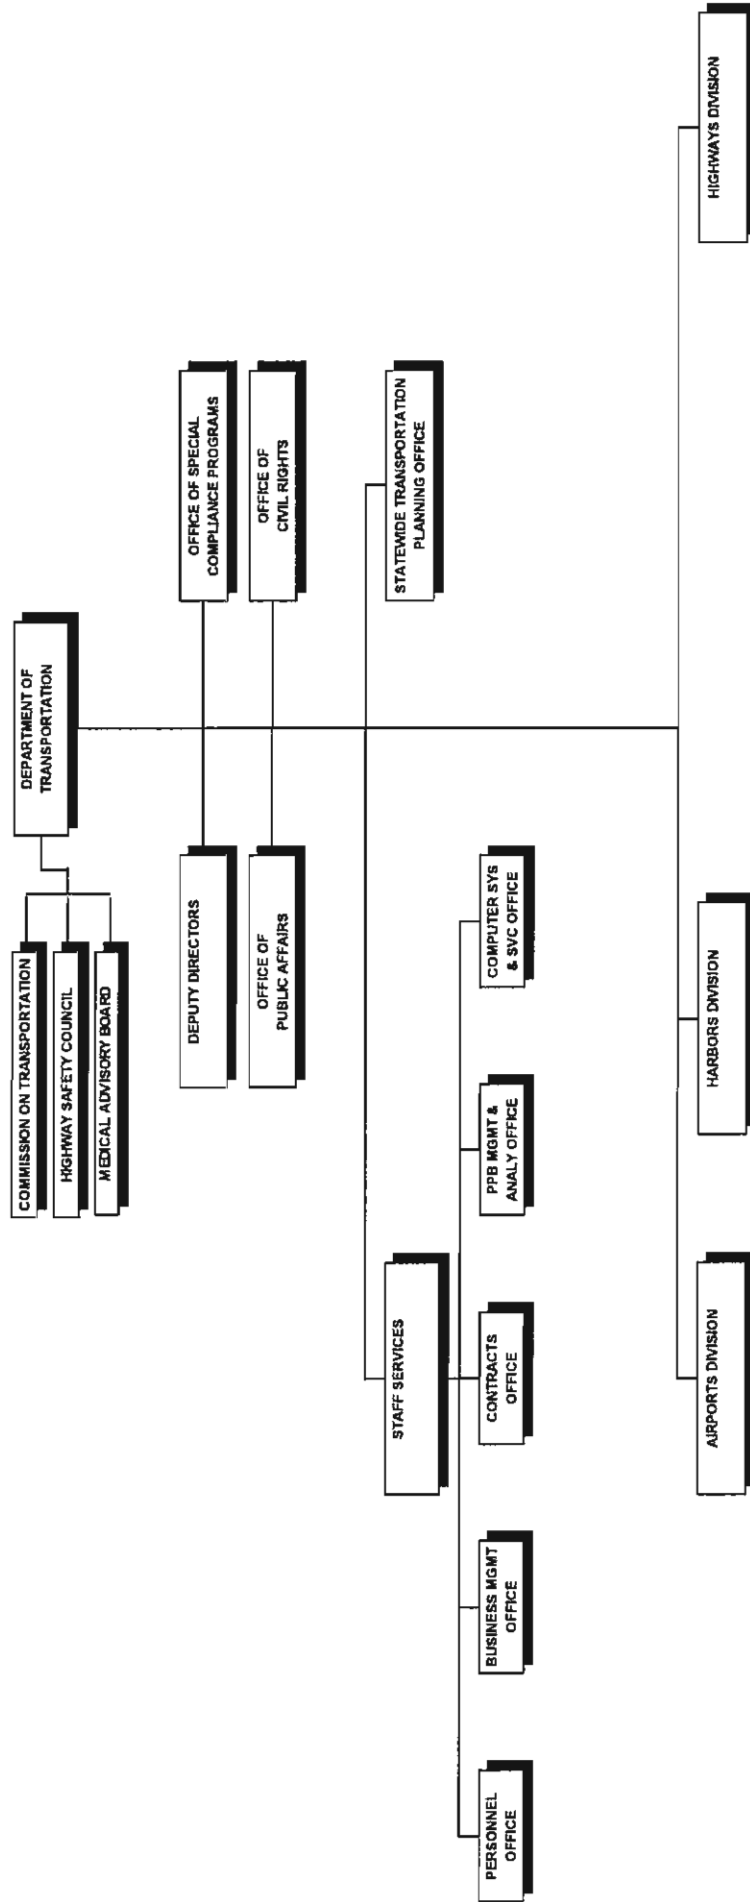 DEPARTMENT OF
TRANSPORTATION
COMMISSION ON TRANSPORTATION
HIGHWAY SAFETY COUNCIL
MEDICAL ADVISORY BOARD
DEPUTY DIRECTORS
OFFICE OF SPECIAL
COMPLIANCE PROGRAMS
OFFICE OF
PUBLIC AFFAIRS
OFFICE OF
CIVIL RIGHTS
STAFF SERVICES
STATEWIDE TRANSPORTATION
PLANNING OFFICE
PERSONNEL
OFFICE
BUSINESS MGMT
OFFICE
CONTRACTS
OFFICE
PPB MGMT &
ANALY OFFICE
COMPUTER SYS
& SVC OFFICE
AIRPORTS DIVISION
HARBORS DIVISION
HIGHWAYS DIVISION